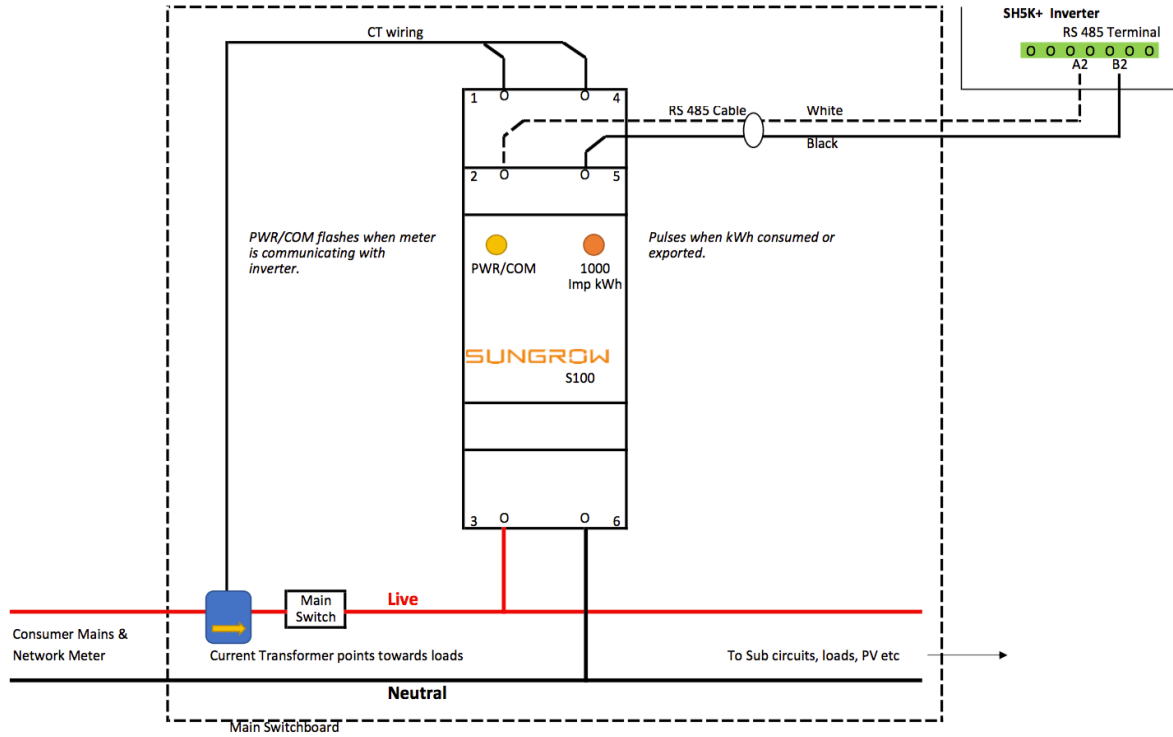 SH5K+ Inverter
RS 485 Terminal
O O O O O O O
A2 B2
CT wiring
1 O O 4
RS 485 Cable
White
Black
2 O O 5
PWR/COM flashes when meter
is communicating with
inverter.
PWR/COM
1000
Imp kWh
Pulses when kWh consumed or
exported.
SUNGROW
S100
3 O O 6
Main
Switch
Live
Consumer Mains &
Network Meter
Current Transformer points towards loads
To Sub circuits, loads, PV etc
Neutral
Main Switchboard